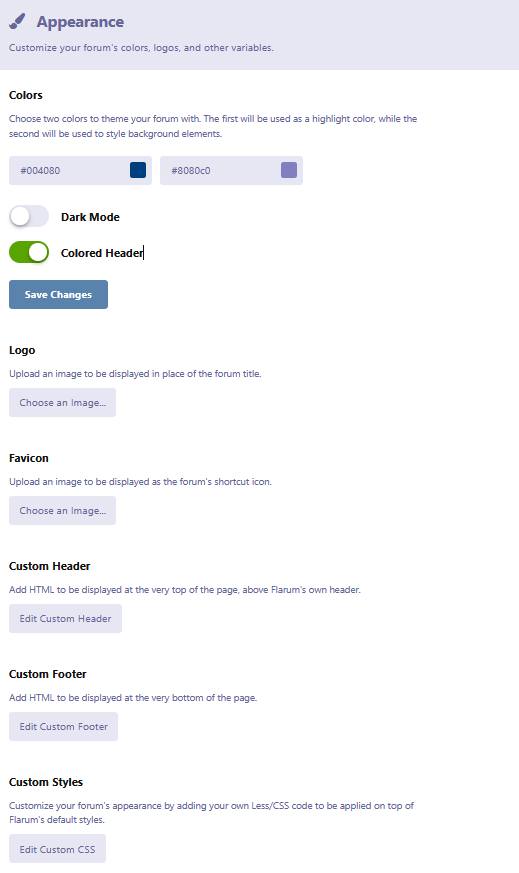 Appearance
Customize your forum's colors, logos, and other variables.
Colors
Choose two colors to theme your forum with. The first will be used as a highlight color, while the
second will be used to style background elements.
#004080 #8080c0
Dark Mode
Colored Header
Save Changes
Logo
Upload an image to be displayed in place of the forum title.
Choose an Image...
Favicon
Upload an image to be displayed as the forum's shortcut icon.
Choose an Image...
Custom Header
Add HTML to be displayed at the very top of the page, above Flarum's own header.
Edit Custom Header
Custom Footer
Add HTML to be displayed at the very bottom of the page.
Edit Custom Footer
Custom Styles
Customize your forum's appearance by adding your own Less/CSS code to be applied on top of
Flarum's default styles.
Edit Custom CSS